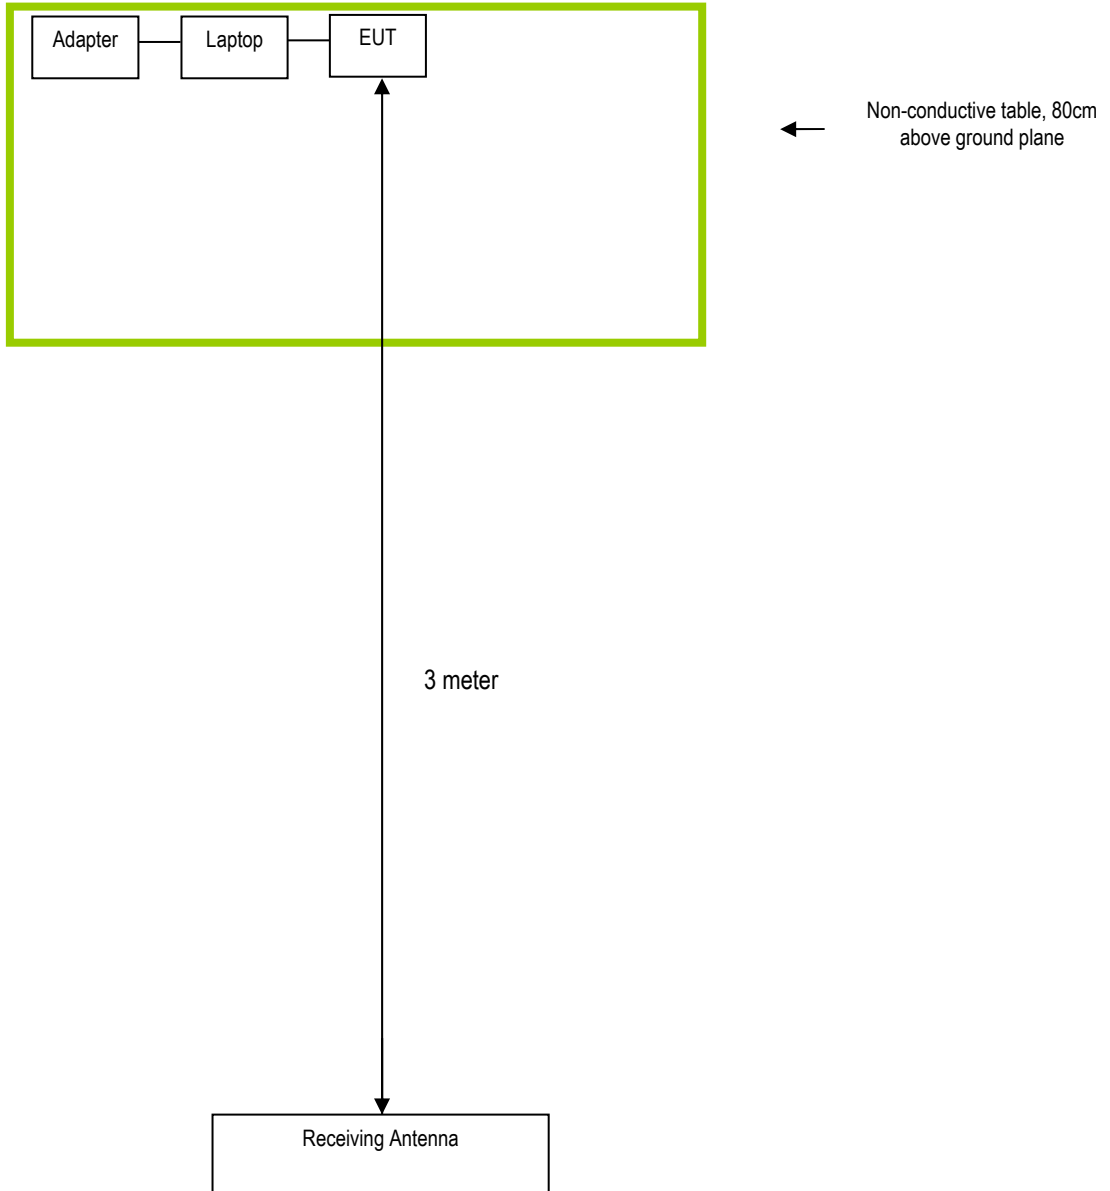 Adapter
Laptop
EUT
Non-conductive table, 80cm
above ground plane
3 meter
Receiving Antenna